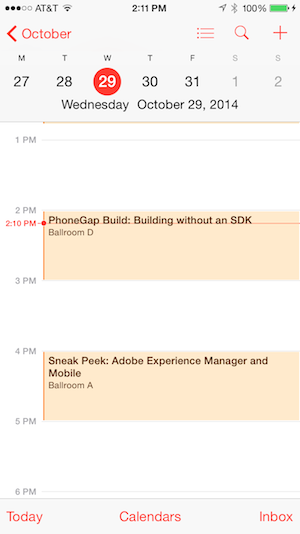 AT&T 2:11 PM 100%
October
M T W T F S S
27 28 29 30 31 1 2
Wednesday October 29, 2014
1 PM
2 PM
2:10 PM PhoneGap Build: Building without an SDK
Ballroom D
3 PM
4 PM
Sneak Peek: Adobe Experience Manager and
Mobile
Ballroom A
5 PM
6 PM
Today Calendars Inbox